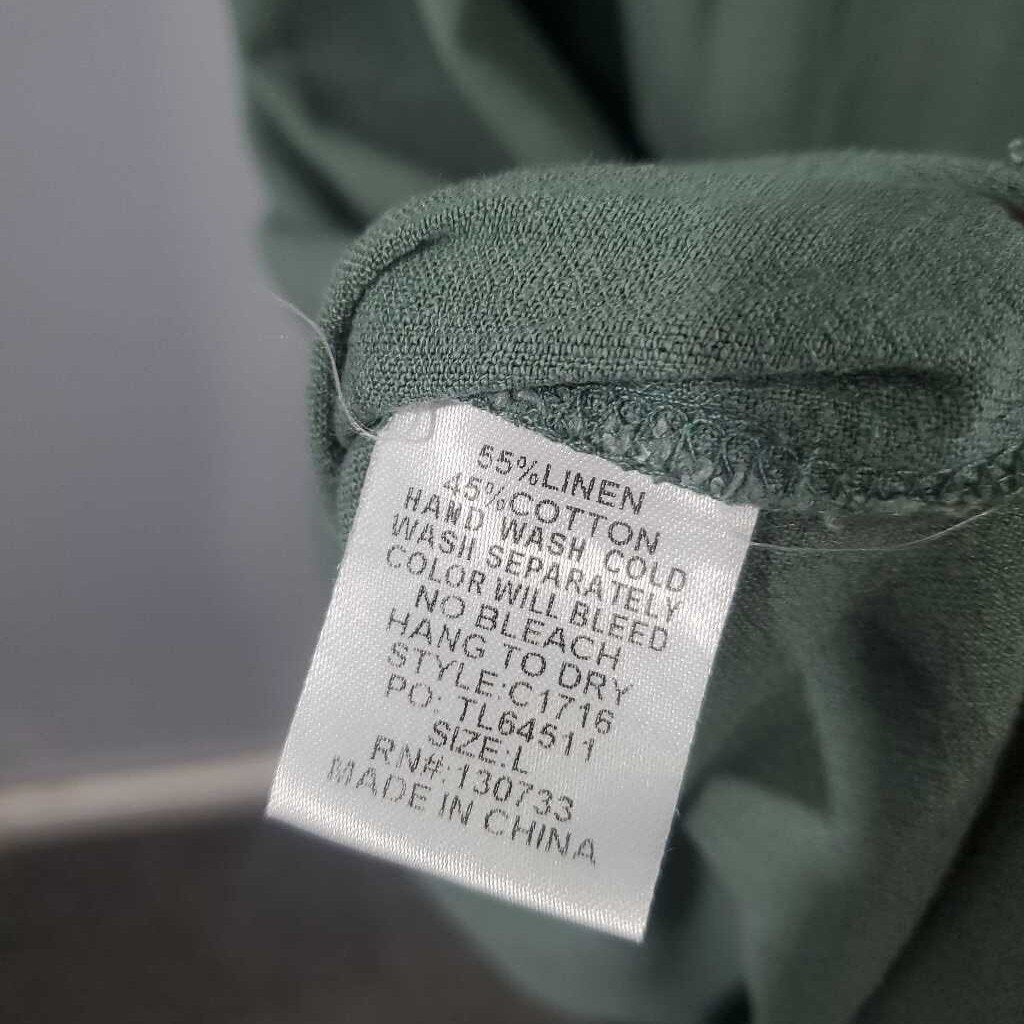 55%LINEN
45%COTTON
HAND WASH COLD
WASH SEPARATELY
COLOR WILL BLEED
NO BLEACH
HANG TO DRY
STYLE:C1716
PO: TL64511
SIZE:L
RN#:130733
MADE IN CHINA